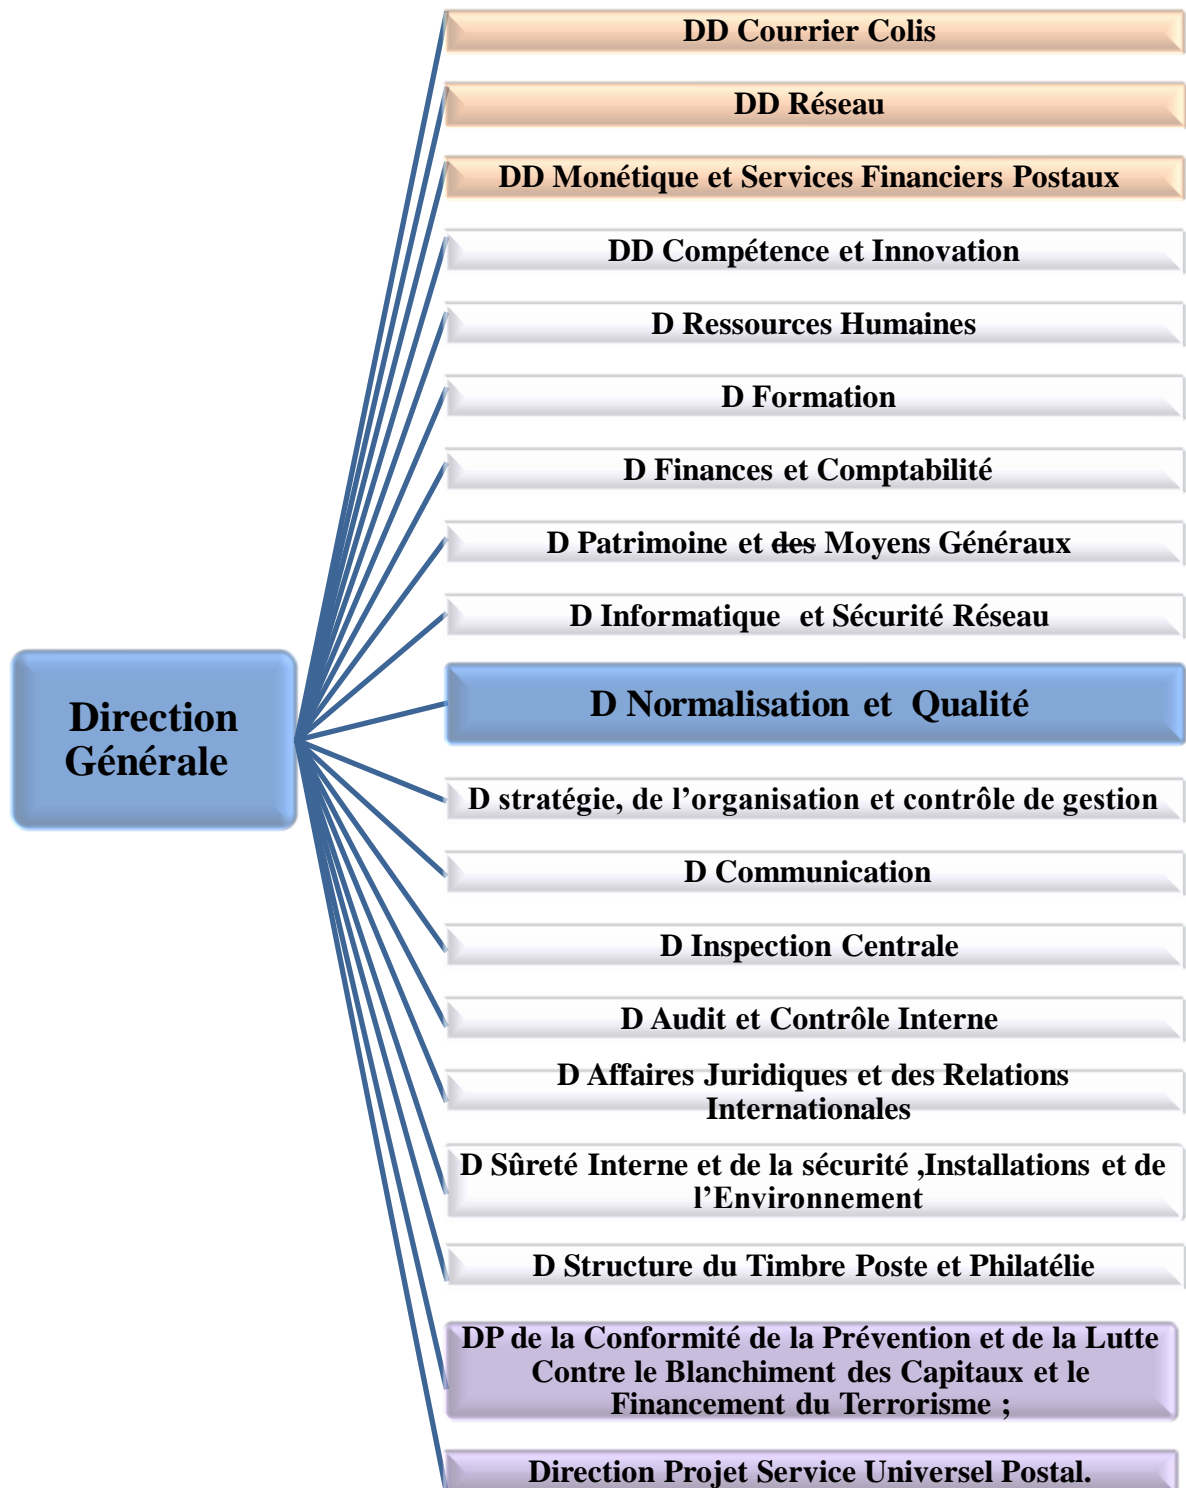 DD Courrier Colis
DD Réseau
DD Monétique et Services Financiers Postaux
DD Compétence et Innovation
D Ressources Humaines
D Formation
D Finances et Comptabilité
D Patrimoine et des Moyens Généraux
D Informatique et Sécurité Réseau
Direction
Générale
D Normalisation et Qualité
D stratégie, de l’organisation et contrôle de gestion
D Communication
D Inspection Centrale
D Audit et Contrôle Interne
D Affaires Juridiques et des Relations
Internationales
D Sûreté Interne et de la sécurité ,Installations et de
l’Environnement
D Structure du Timbre Poste et Philatélie
DP de la Conformité de la Prévention et de la Lutte
Contre le Blanchiment des Capitaux et le
Financement du Terrorisme ;
Direction Projet Service Universel Postal.